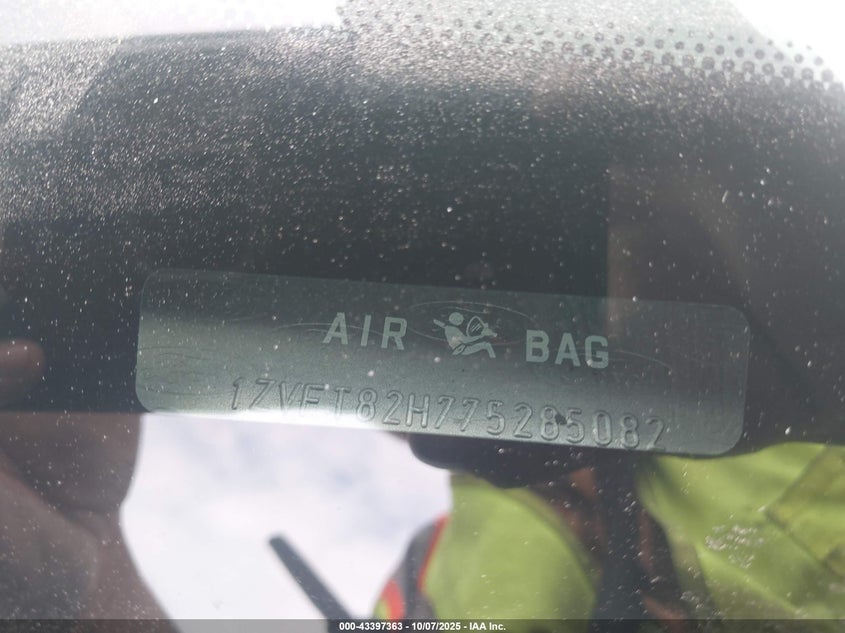 AIR BAG
1ZVFT82H775285082
000-43397363 - 10/07/2025 - IAA Inc.